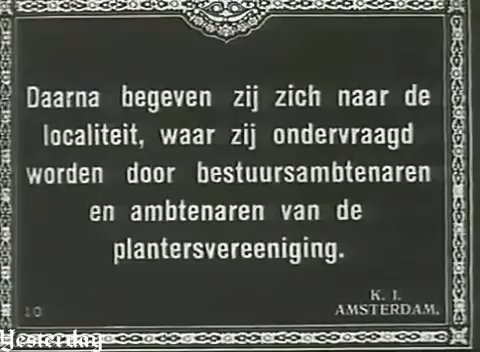 Daarna begeven zij zich naar de
localiteit, waar zij ondervraagd
worden door bestuursambtenaren
en ambtenaren van de
plantersvereeniging.
K. I.
AMSTERDAM.
10
Yesterday